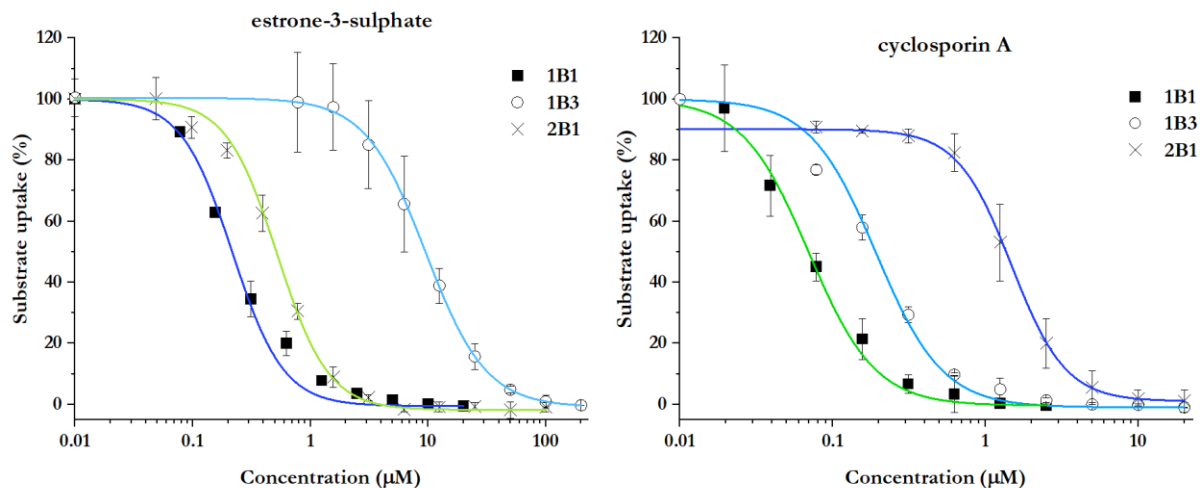 estrone-3-sulphate
120
100
80
60
40
20
0
Substrate uptake (%)
1B1
1B3
2B1
0.01 0.1 1 10 100
Concentration (µM)
cyclosporin A
120
100
80
60
40
20
0
Substrate uptake (%)
1B1
1B3
2B1
0.01 0.1 1 10
Concentration (µM)